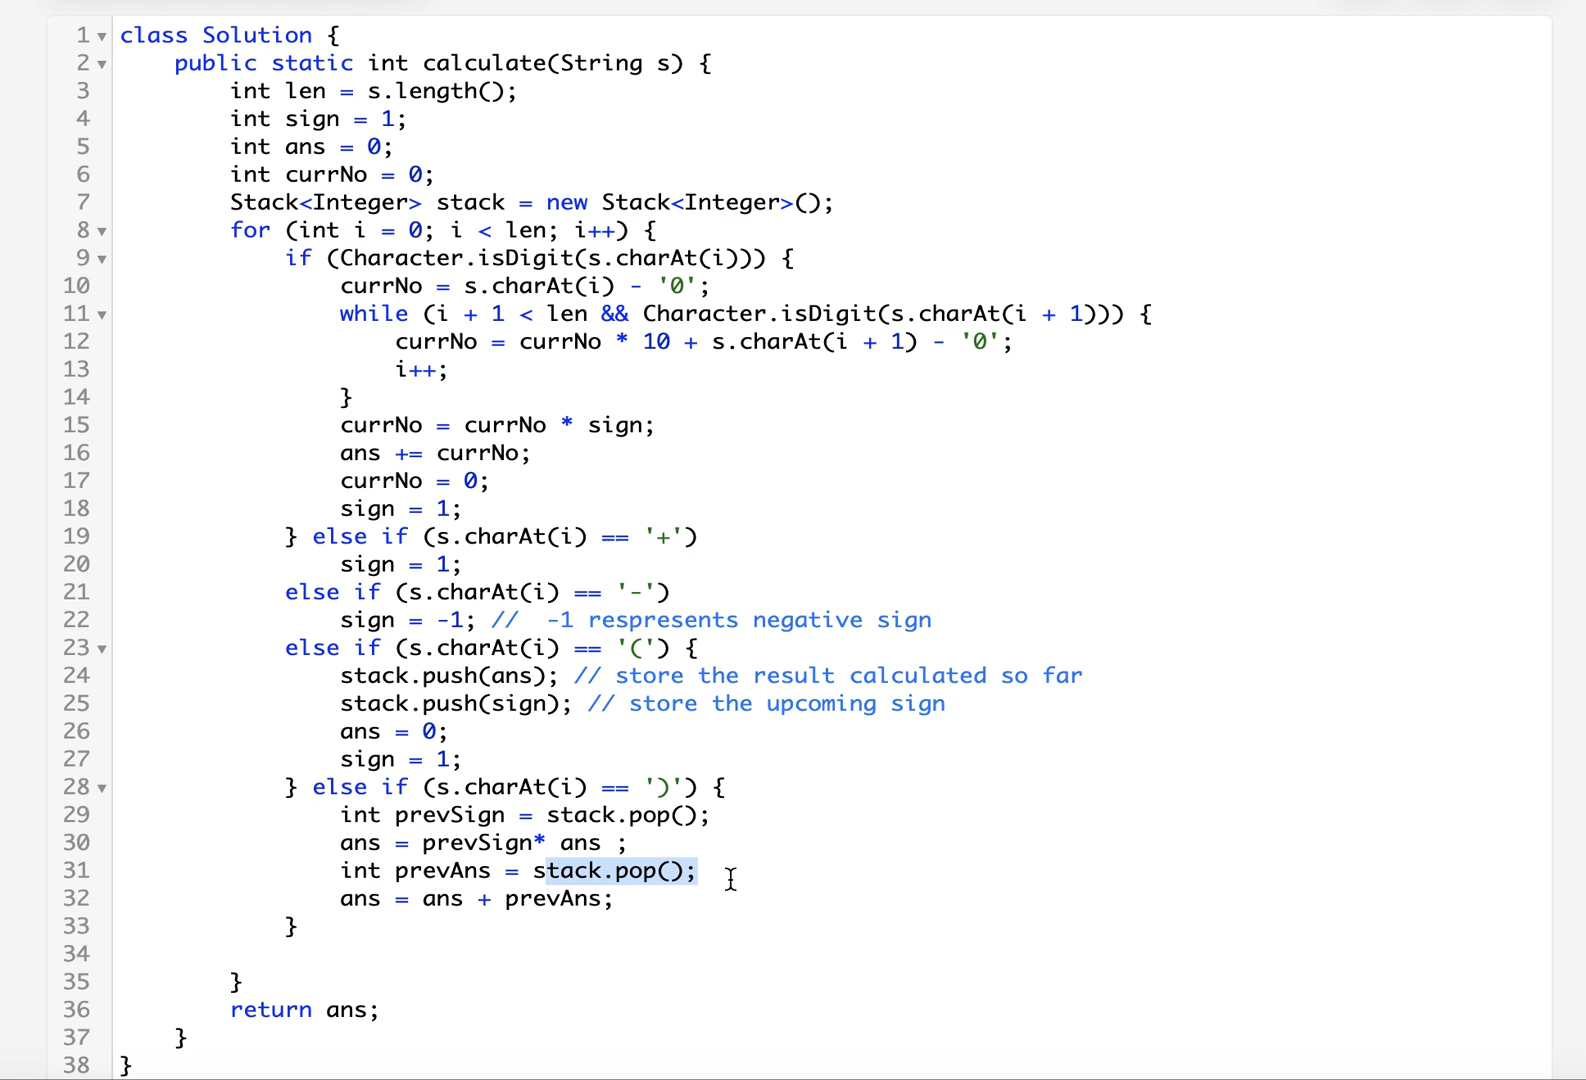 1 class Solution {
2 public static int calculate(String s) {
3 int len = s.length();
4 int sign = 1;
5 int ans = 0;
6 int currNo = 0;
7 Stack<Integer> stack = new Stack<Integer>();
8 for (int i = 0; i < len; i++) {
9 if (Character.isDigit(s.charAt(i))) {
10 currNo = s.charAt(i) - '0';
11 while (i + 1 < len && Character.isDigit(s.charAt(i + 1))) {
12 currNo = currNo * 10 + s.charAt(i + 1) - '0';
13 i++;
14 }
15 currNo = currNo * sign;
16 ans += currNo;
17 currNo = 0;
18 sign = 1;
19 } else if (s.charAt(i) == '+')
20 sign = 1;
21 else if (s.charAt(i) == '-')
22 sign = -1; //  -1 respresents negative sign
23 else if (s.charAt(i) == '(') {
24 stack.push(ans); // store the result calculated so far
25 stack.push(sign); // store the upcoming sign
26 ans = 0;
27 sign = 1;
28 } else if (s.charAt(i) == ')') {
29 int prevSign = stack.pop();
30 ans = prevSign* ans ;
31 int prevAns = stack.pop();
32 ans = ans + prevAns;
33 }
34
35 }
36 return ans;
37 }
38 }